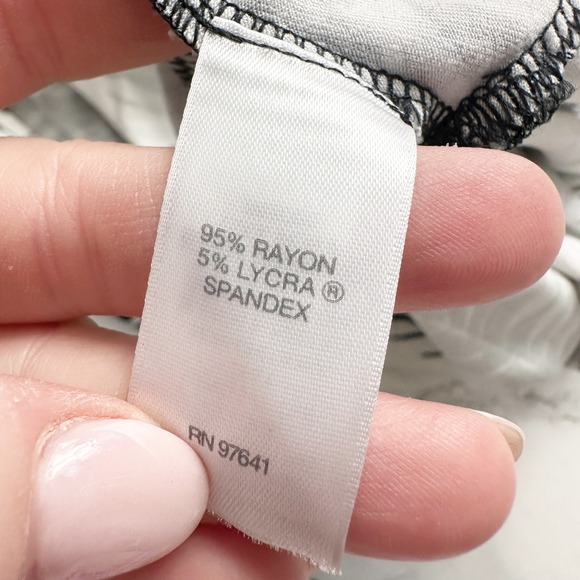 95% RAYON
5% LYCRA ®
SPANDEX
RN 97641